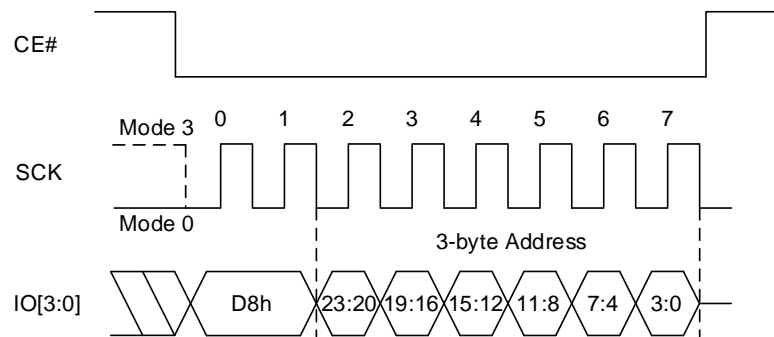 CE#
Mode 3 0 1 2 3 4 5 6 7
SCK
Mode 0
3-byte Address
IO[3:0] D8h 23:20 19:16 15:12 11:8 7:4 3:0